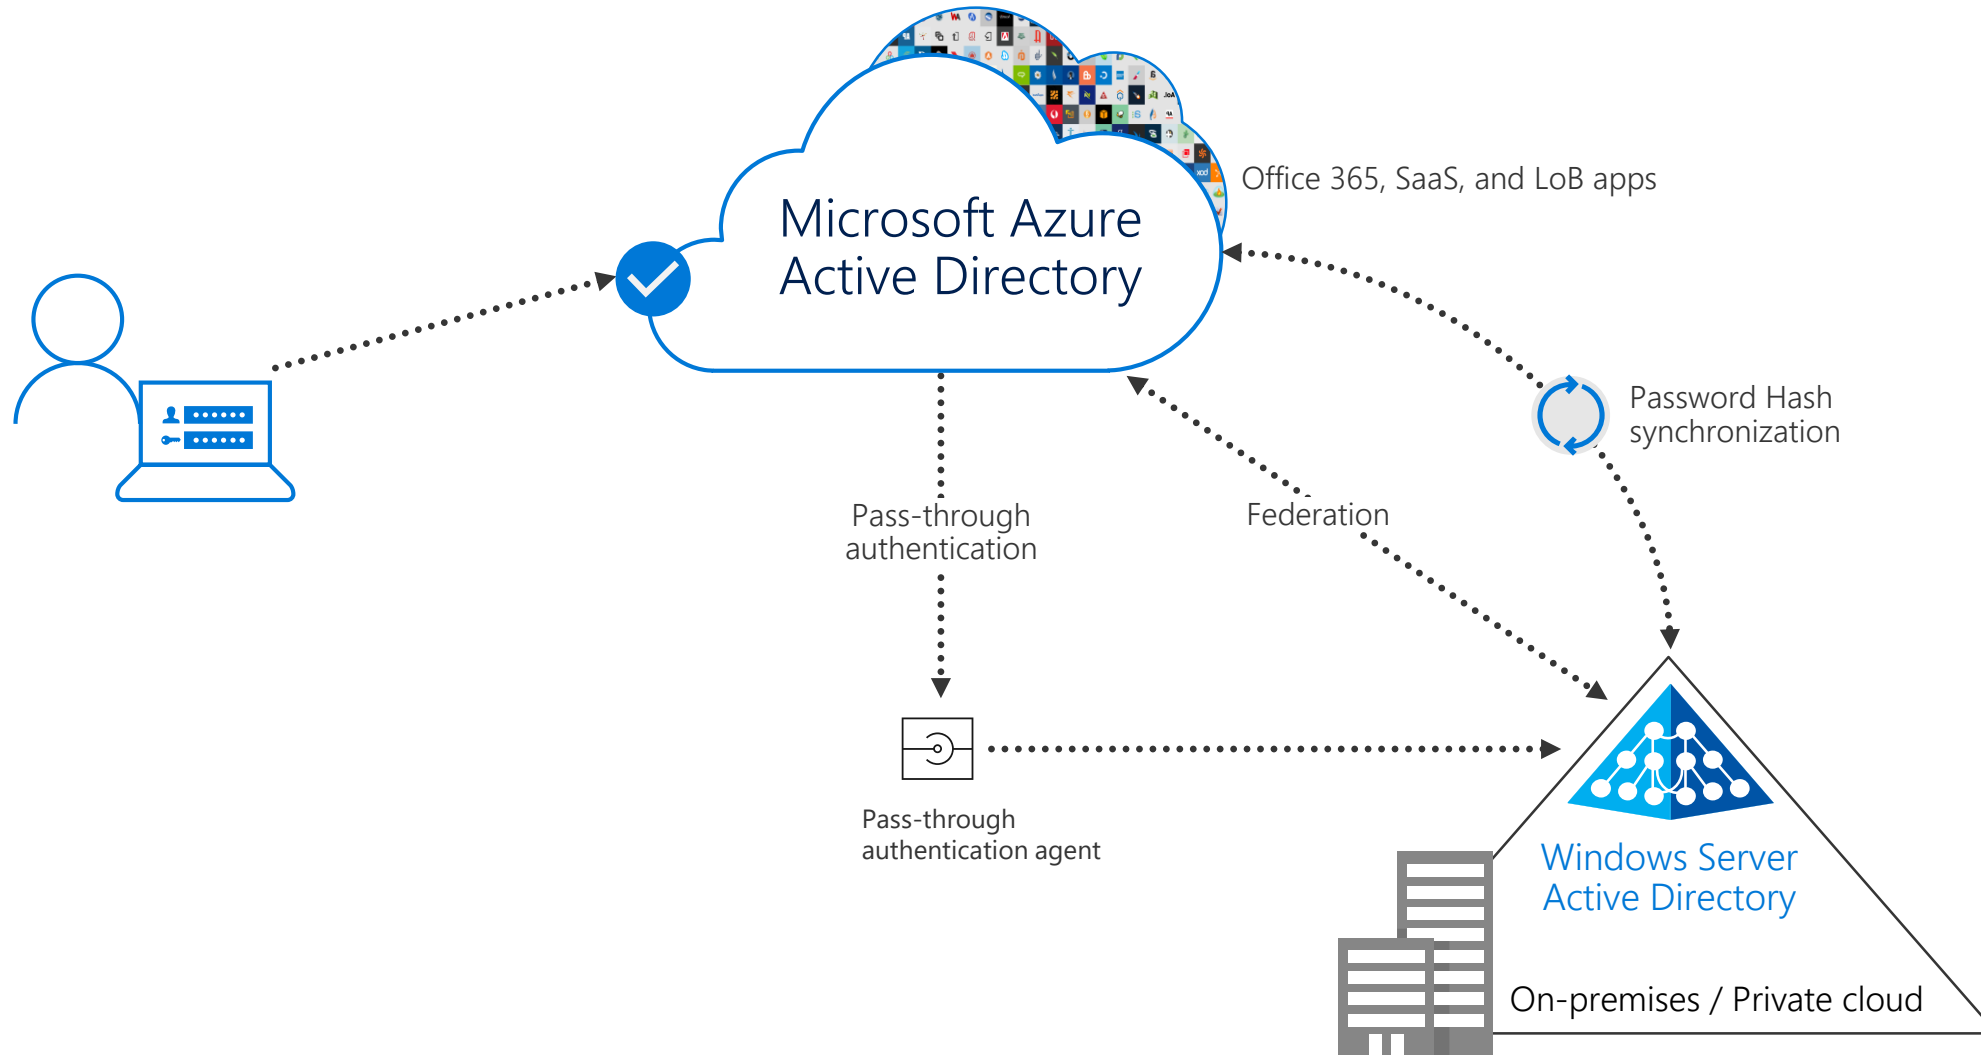 Microsoft Azure
Active Directory
Office 365, SaaS, and LoB apps
Password Hash
synchronization
Pass-through
authentication
Federation
Pass-through
authentication agent
Windows Server
Active Directory
On-premises / Private cloud